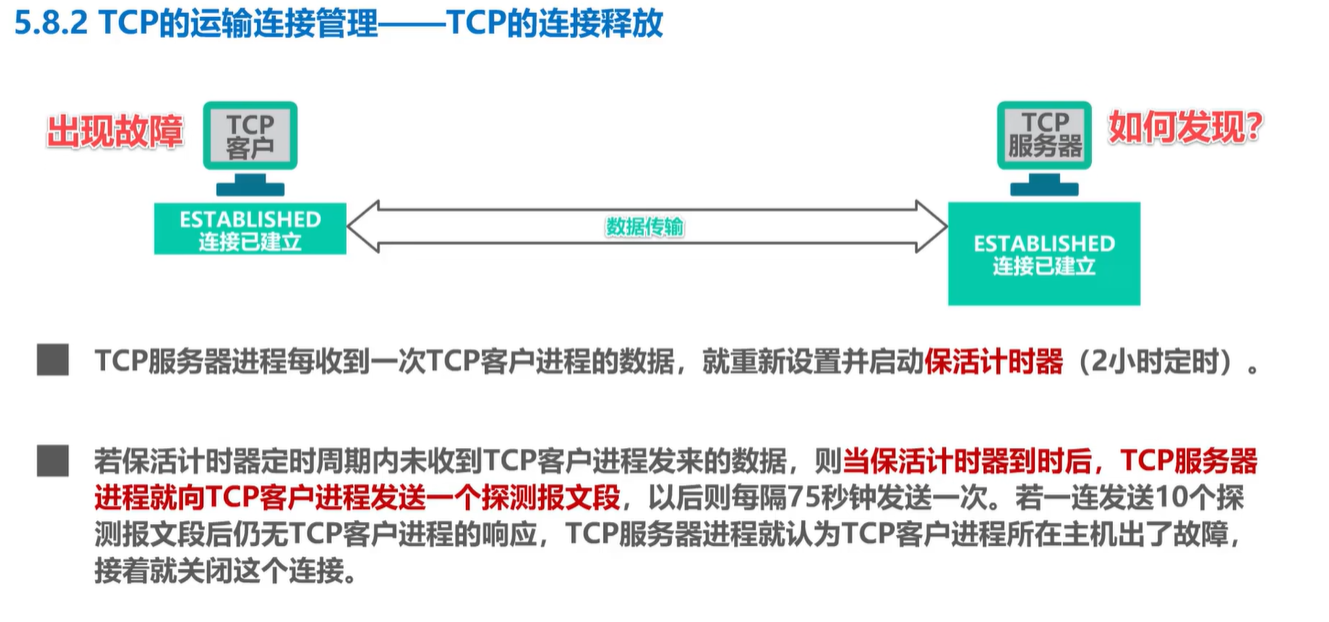 5.8.2 TCP的运输连接管理——TCP的连接释放
出现故障
TCP
客户
TCP
服务器
如何发现?
ESTABLISHED
连接已建立
数据传输
ESTABLISHED
连接已建立
TCP服务器进程每收到一次TCP客户进程的数据，就重新设置并启动保活计时器（2小时定时）。
若保活计时器定时周期内未收到TCP客户进程发来的数据，则当保活计时器到时后，TCP服务器
进程就向TCP客户进程发送一个探测报文段，以后则每隔75秒钟发送一次。若一连发送10个探
测报文段后仍无TCP客户进程的响应，TCP服务器进程就认为TCP客户进程所在主机出了故障，
接着就关闭这个连接。